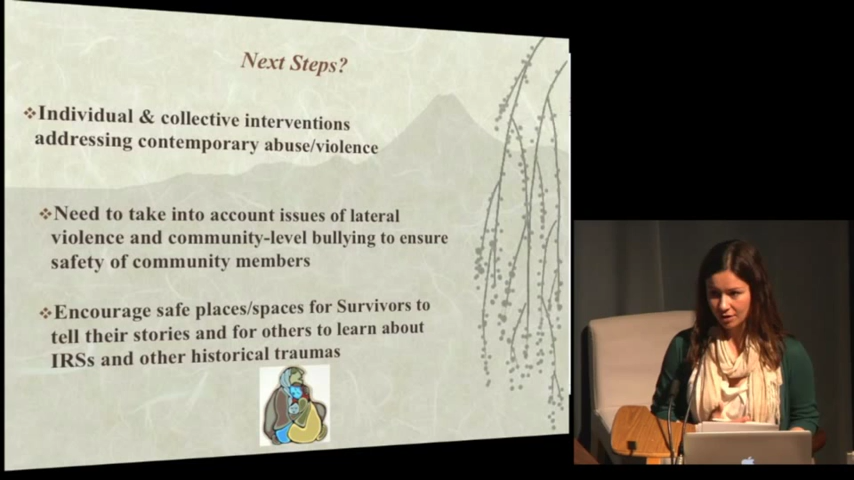 Next Steps?
❖Individual & collective interventions
addressing contemporary abuse/violence
❖Need to take into account issues of lateral
violence and community-level bullying to ensure
safety of community members
❖Encourage safe places/spaces for Survivors to
tell their stories and for others to learn about
IRSs and other historical traumas